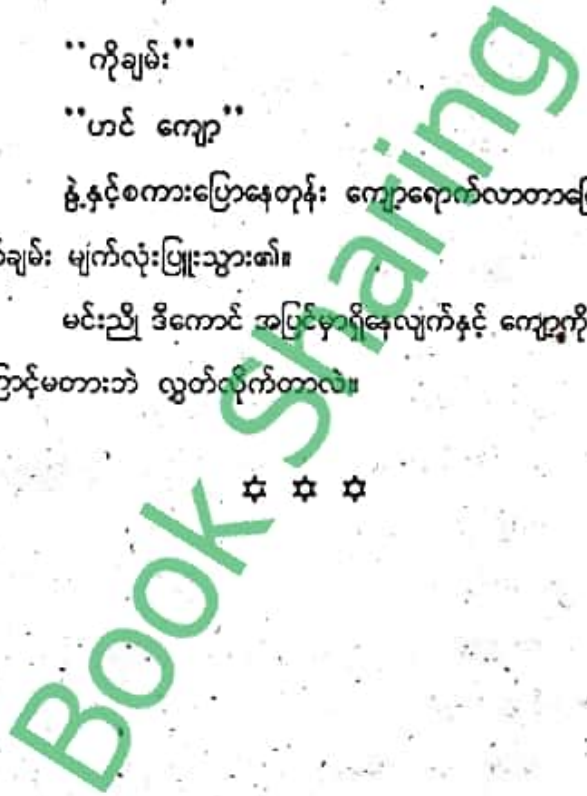 "ကိုချမ်း"
"ဟင် ကျော့"
နွဲ့နှင့်စကားပြောနေတုန်း ကျော့ရောက်လာတာ
ချမ်း မျက်လုံးပြူးသွား၏။
မင်းညို ဒီကောင် အပြင်မှာရှိနေလျက်နှင့် ကျော့ကို
မတားဘဲ လွှတ်လိုက်တာလဲ။
Book Sharing